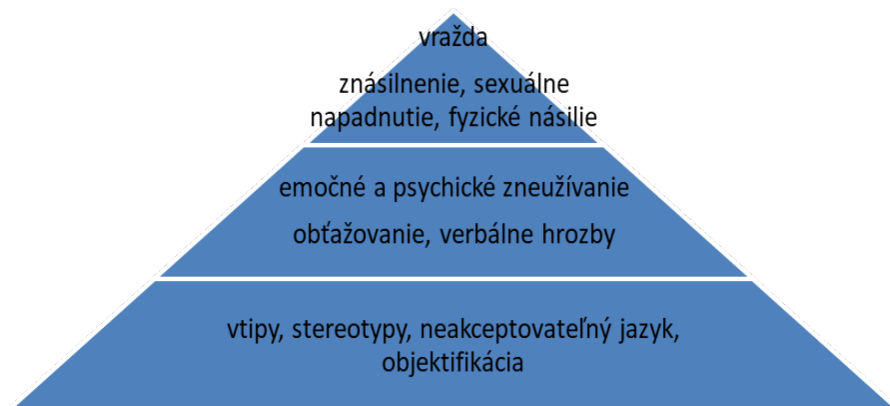 vražda
znásilnenie, sexuálne
napadnutie, fyzické násilie
emočné a psychické zneužívanie
obťažovanie, verbálne hrozby
vtipy, stereotypy, neakceptovateľný jazyk,
objektifikácia